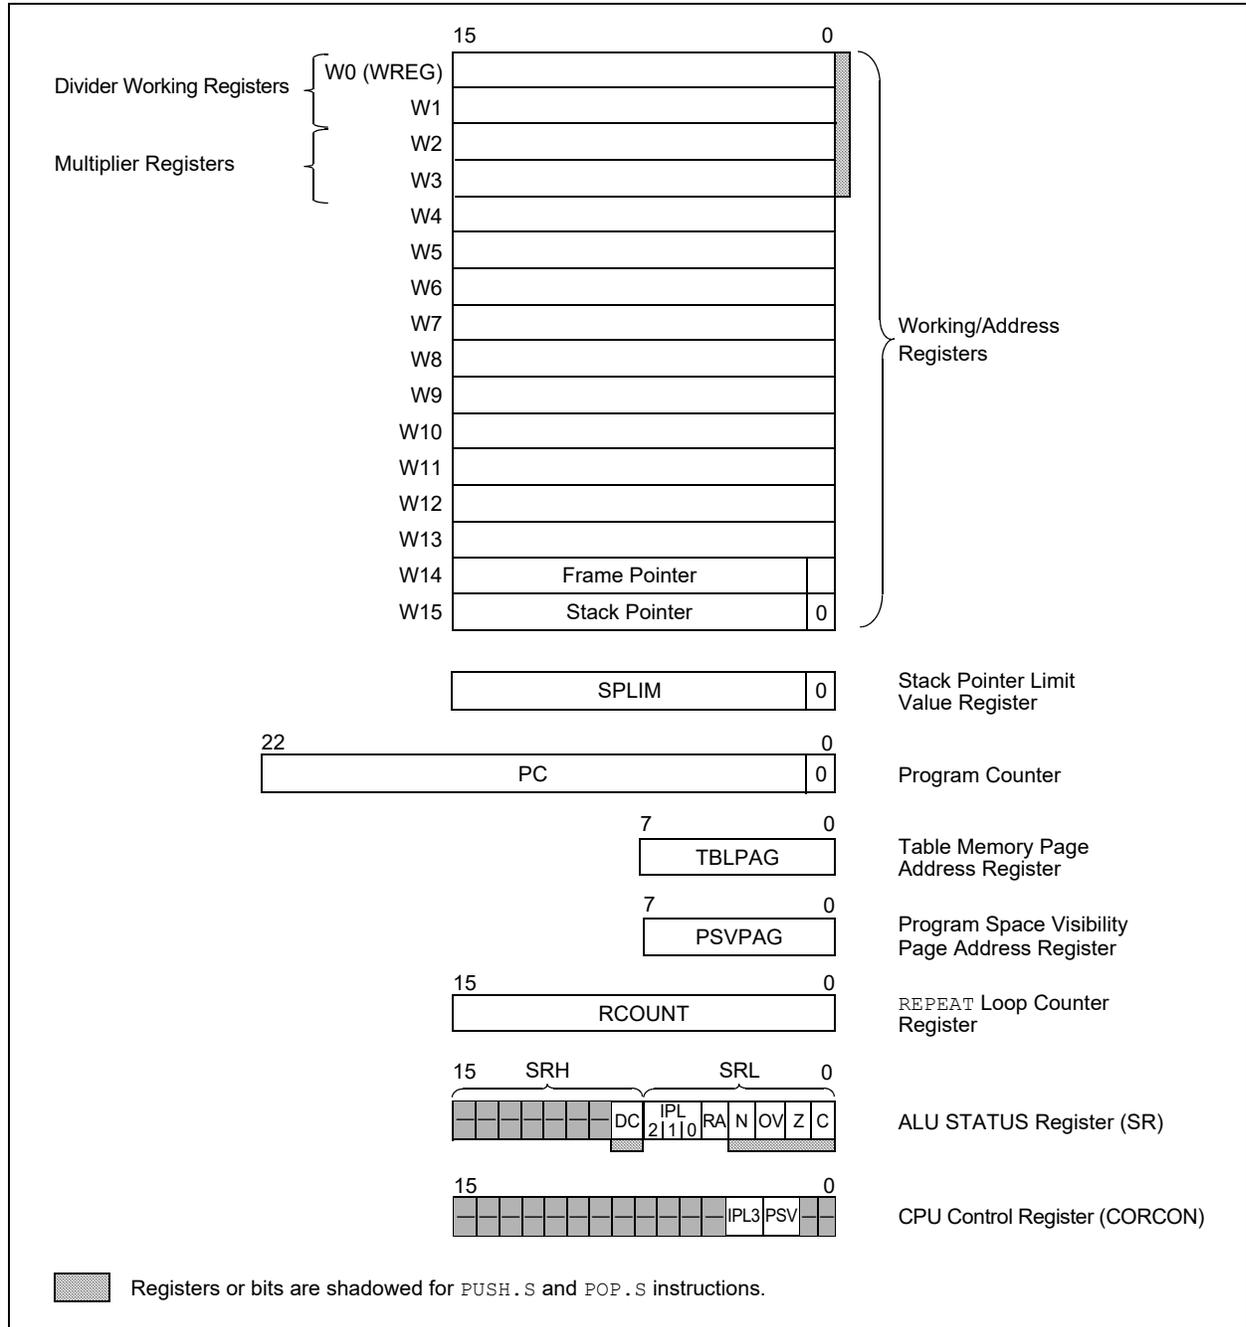 15 0
Divider Working Registers
W0 (WREG)
W1
Multiplier Registers
W2
W3
W4
W5
W6
W7
Working/Address
Registers
W8
W9
W10
W11
W12
W13
W14 Frame Pointer
W15 Stack Pointer 0
SPLIM 0
Stack Pointer Limit
Value Register
22 0
PC 0 Program Counter
7 0
TBLPAG
Table Memory Page
Address Register
7 0
PSVPAG
Program Space Visibility
Page Address Register
15 0
RCOUNT
REPEAT Loop Counter
Register
15 SRH SRL 0
— — — — — — — DC IPL 2 1 0 RA N OV Z C ALU STATUS Register (SR)
15 0
— — — — — — — — — — — — IPL3 PSV — — CPU Control Register (CORCON)
Registers or bits are shadowed for PUSH.S and POP.S instructions.